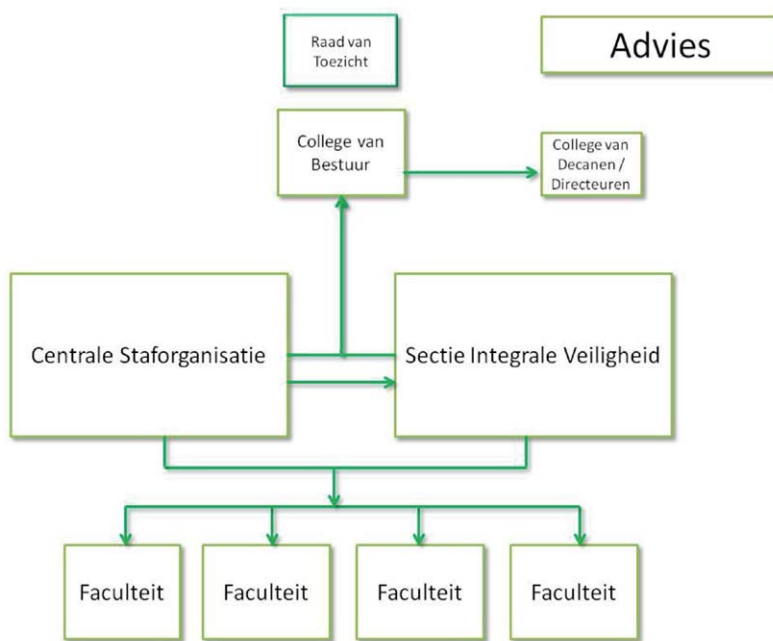 Raad van
Toezicht
Advies
College van
Bestuur
College van
Decanen /
Directeuren
Centrale Staforganisatie
Sectie Integrale Veiligheid
Faculteit
Faculteit
Faculteit
Faculteit